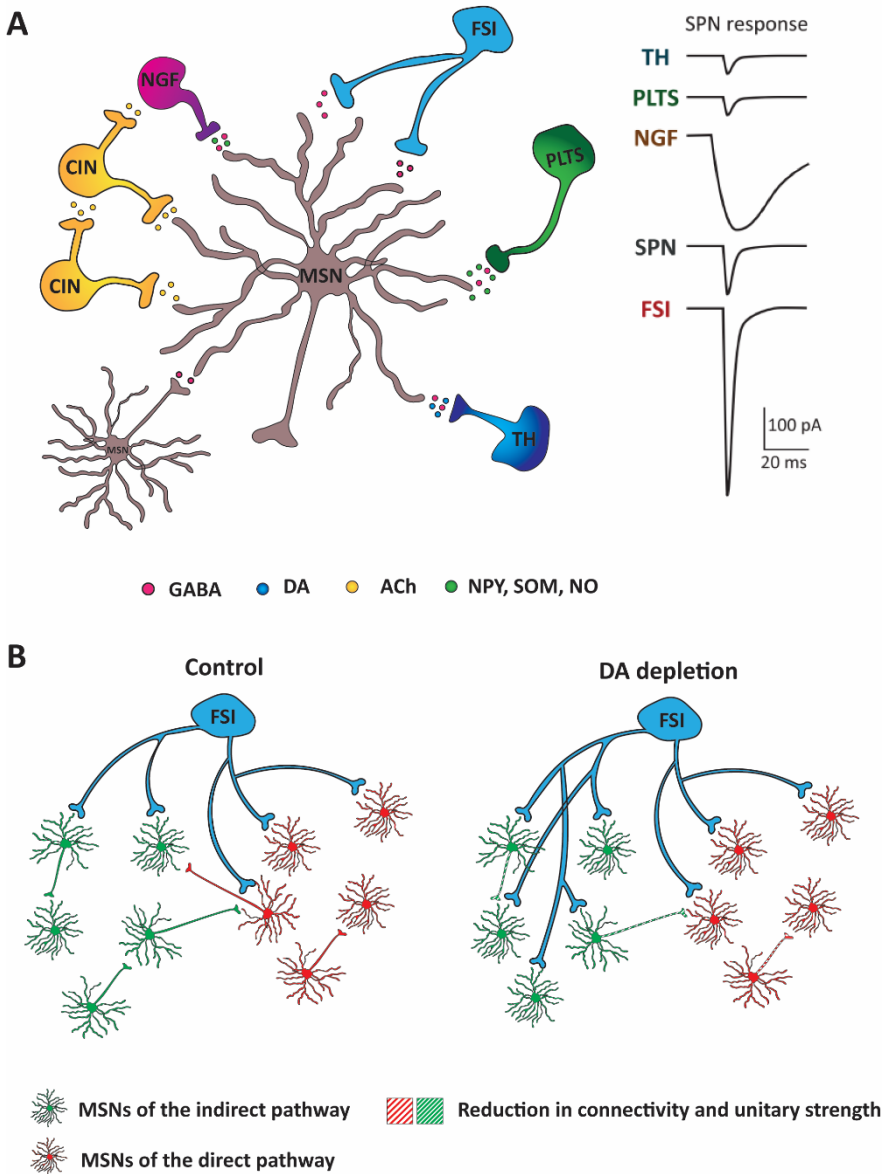 A
NGF
FSI
CIN
PLTS
MSN
CIN
MSN
TH
SPN response
TH
PLTS
NGF
SPN
FSI
100 pA
20 ms
GABA DA ACh NPY, SOM, NO
B
Control DA depletion
FSI FSI
MSNs of the indirect pathway Reduction in connectivity and unitary strength
MSNs of the direct pathway